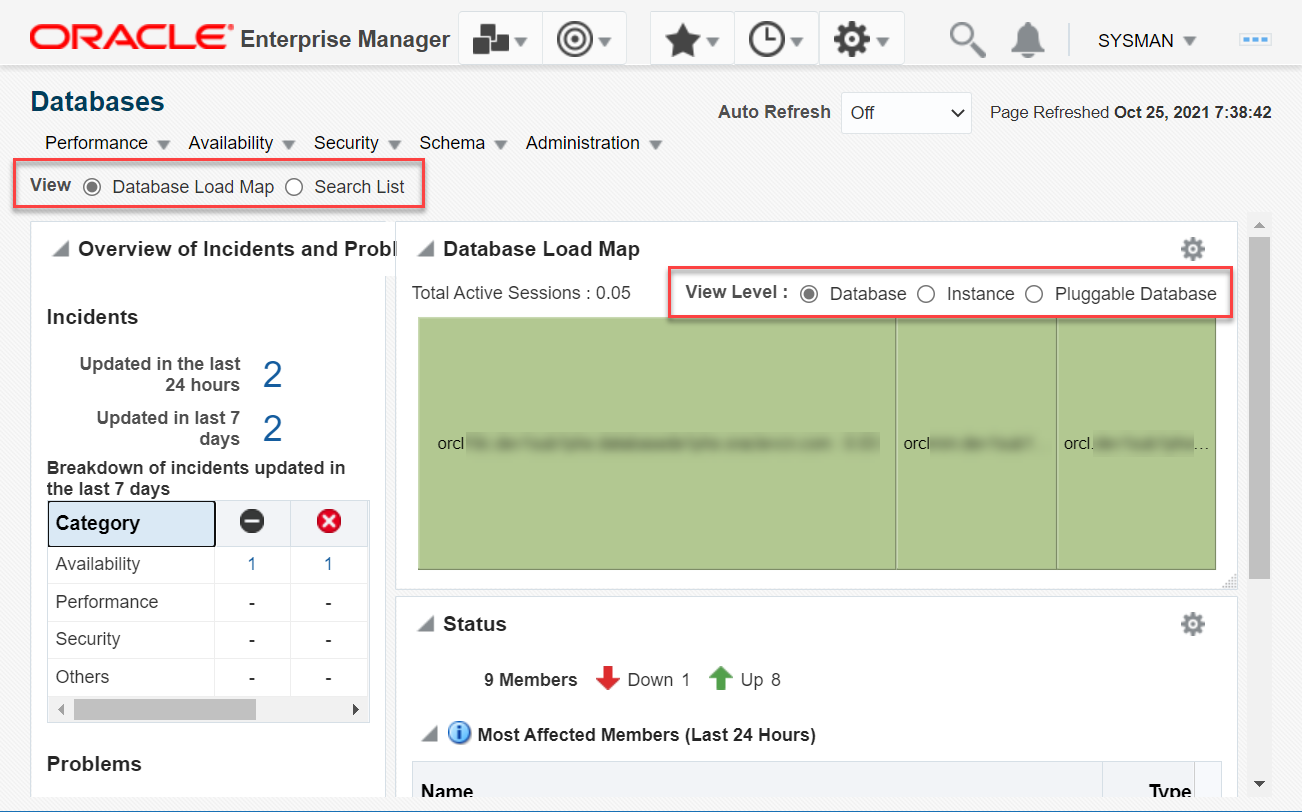 ORACLE Enterprise Manager SYSMAN
Databases
Auto Refresh Off Page Refreshed Oct 25, 2021 7:38:42
Performance Availability Security Schema Administration
View Database Load Map Search List
Overview of Incidents and Probl
Incidents
Updated in the last
24 hours 2
Updated in last 7
days 2
Breakdown of incidents updated in
the last 7 days
Category
Availability 1 1
Performance - -
Security - -
Others - -
Problems
Database Load Map
Total Active Sessions : 0.05 View Level : Database Instance Pluggable Database
orcl orcl orcl. ...
Status
9 Members Down 1 Up 8
Most Affected Members (Last 24 Hours)
Name Type